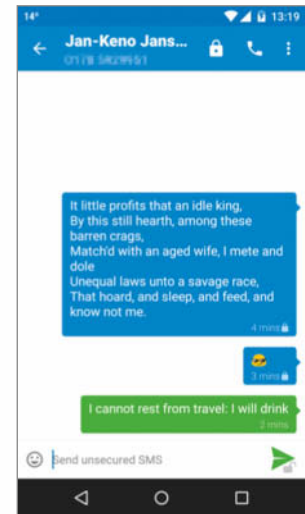 14°
13:19
Jan-Keno Jans...
It little profits that an idle king,
By this still hearth, among these
barren crags,
Match'd with an aged wife, I mete and
dole
Unequal laws unto a savage race,
That hoard, and sleep, and feed, and
know not me.
4 mins
3 mins
I cannot rest from travel: I will drink
2 mins
Send unsecured SMS